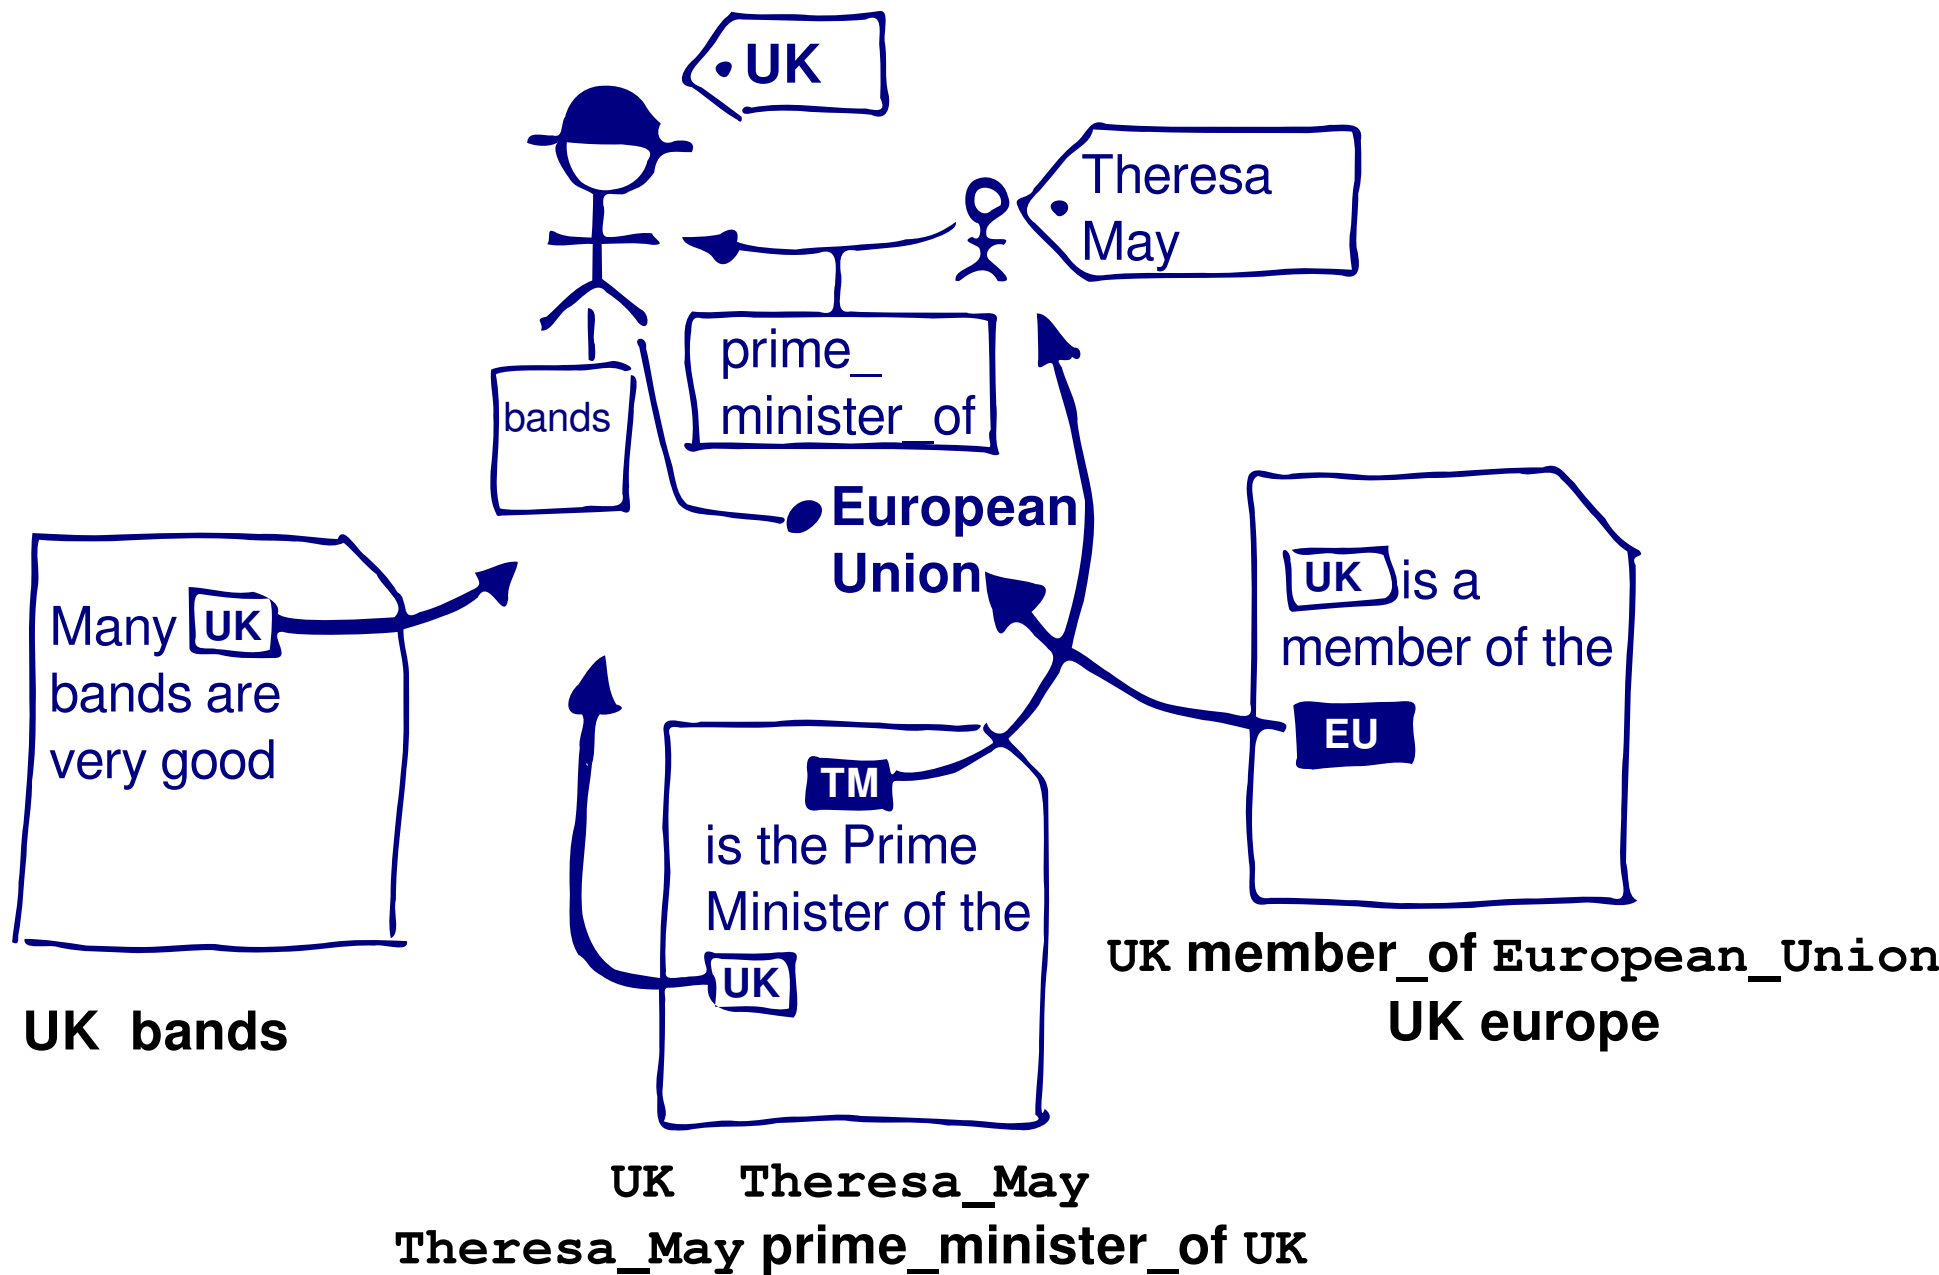 UK
Theresa
May
prime_
minister_of
bands
European
Union
Many UK
bands are
very good
UK is a
member of the
EU
TM
is the Prime
Minister of the
UK
UK bands
UK member_of European_Union
UK europe
UK Theresa_May
Theresa_May prime_minister_of UK